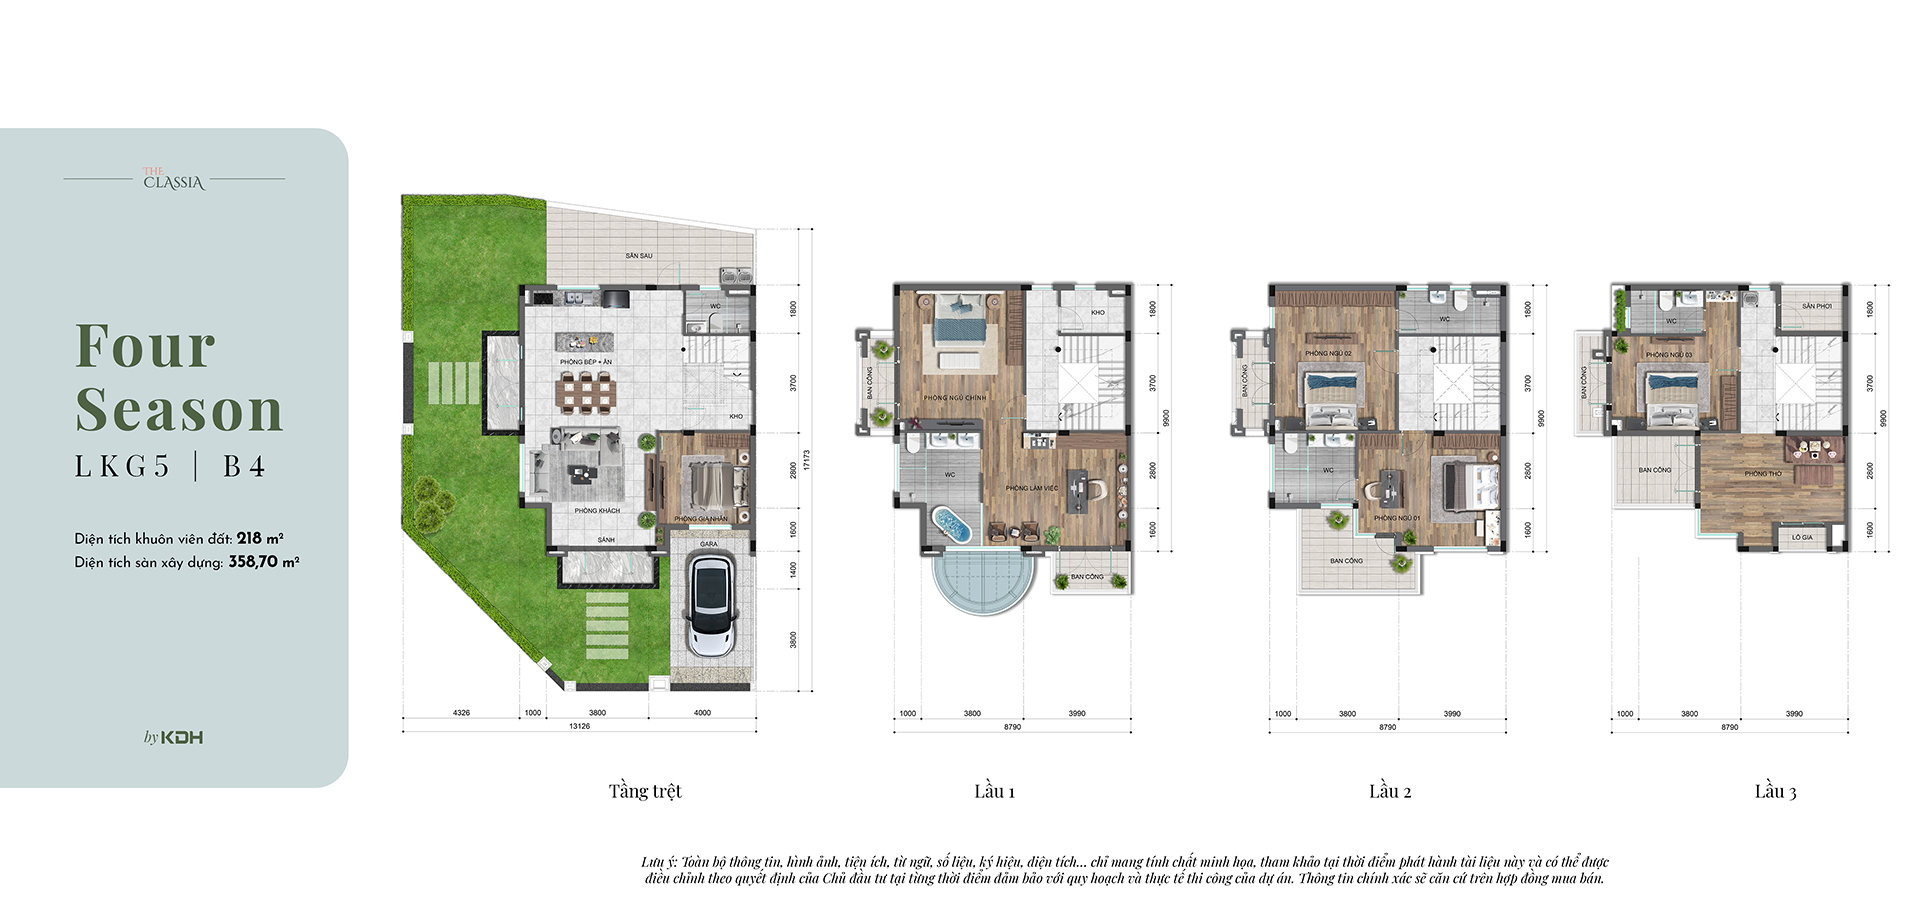 THE
CLASSIA
Four
Season
LKG5 | B4
Diện tích khuôn viên đất: 218 m²
Diện tích sàn xây dựng: 358,70 m²
by KDH
SÂN SAU
WC
PHÒNG BẾP + ĂN
KHO
PHÒNG KHÁCH
PHÒNG GIA NHÂN
SẢNH
GARA
1800
3700
2800
1600
1400
3800
17173
4326
1000
3800
4000
13126
Tầng trệt
KHO
BAN CÔNG
PHÒNG NGỦ CHÍNH
WC
PHÒNG LÀM VIỆC
BAN CÔNG
1800
3700
2800
1600
9900
1000
3800
3990
8790
Lầu 1
WC
PHÒNG NGỦ 02
BAN CÔNG
WC
PHÒNG NGỦ 01
BAN CÔNG
1800
3700
2800
1600
9900
1000
3800
3990
8790
Lầu 2
WC
SÂN PHƠI
PHÒNG NGỦ 03
BAN CÔNG
BAN CÔNG
PHÒNG THỜ
LÔ GIA
1800
3700
2800
1600
9900
1000
3800
3990
8790
Lầu 3
Lưu ý: Toàn bộ thông tin, hình ảnh, tiện ích, từ ngữ, số liệu, ký hiệu, diện tích... chỉ mang tính chất minh họa, tham khảo tại thời điểm phát hành tài liệu này và có thể được
điều chỉnh theo quyết định của Chủ đầu tư tại từng thời điểm đảm bảo với quy hoạch và thực tế thi công của dự án. Thông tin chính xác sẽ căn cứ trên hợp đồng mua bán.